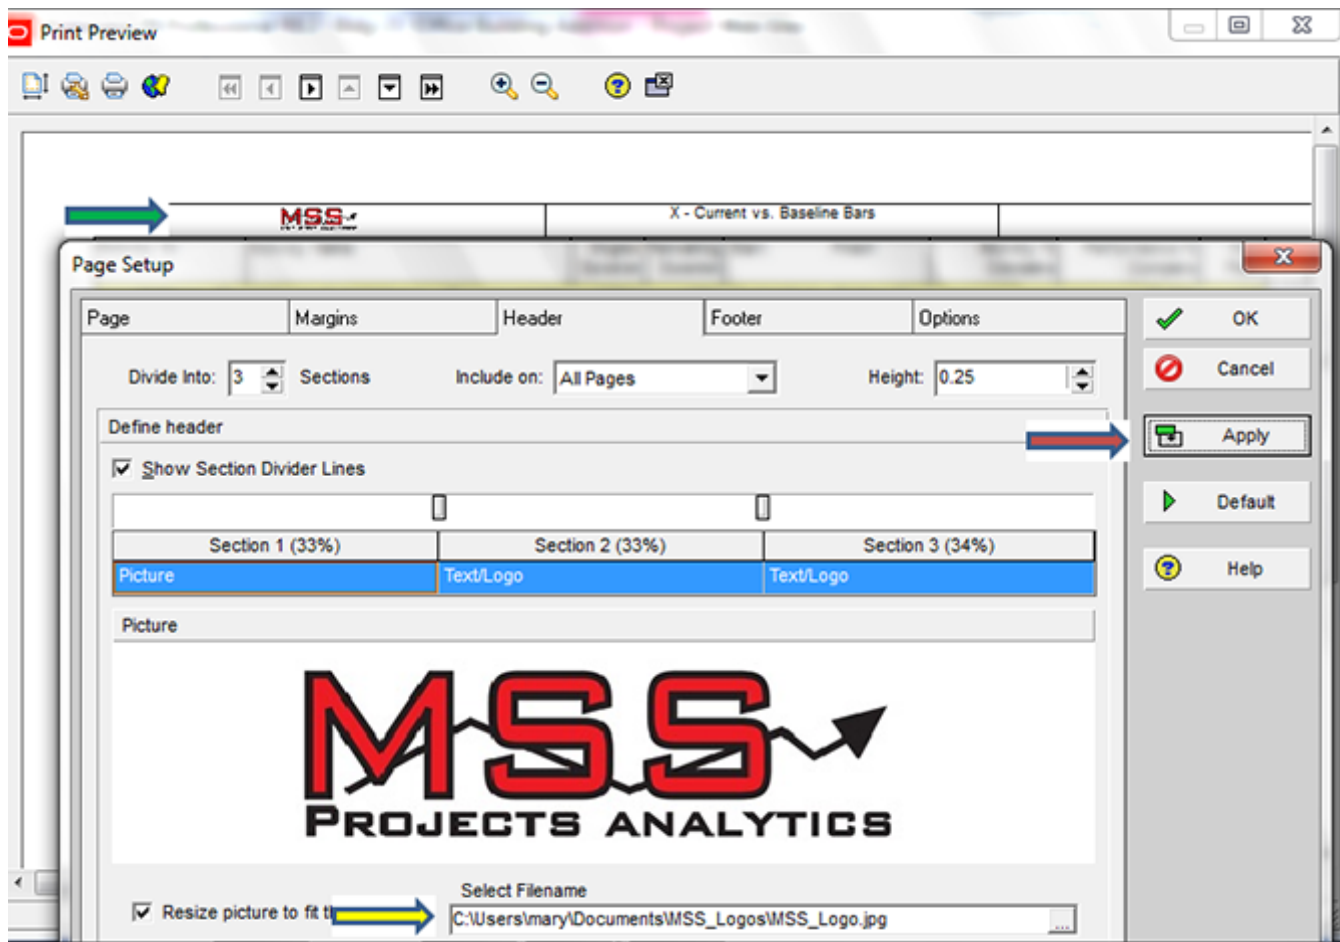 Print Preview
MSS
X - Current vs. Baseline Bars
Page Setup
Page Margins Header Footer Options
OK
Divide Into: 3 Sections Include on: All Pages Height: 0.25
Cancel
Define header
Apply
Show Section Divider Lines
Default
Section 1 (33%) Section 2 (33%) Section 3 (34%)
Picture Text/Logo Text/Logo
Help
Picture
MSS
PROJECTS ANALYTICS
Select Filename
Resize picture to fit
C:\Users\mary\Documents\MSS_Logos\MSS_Logo.jpg ...